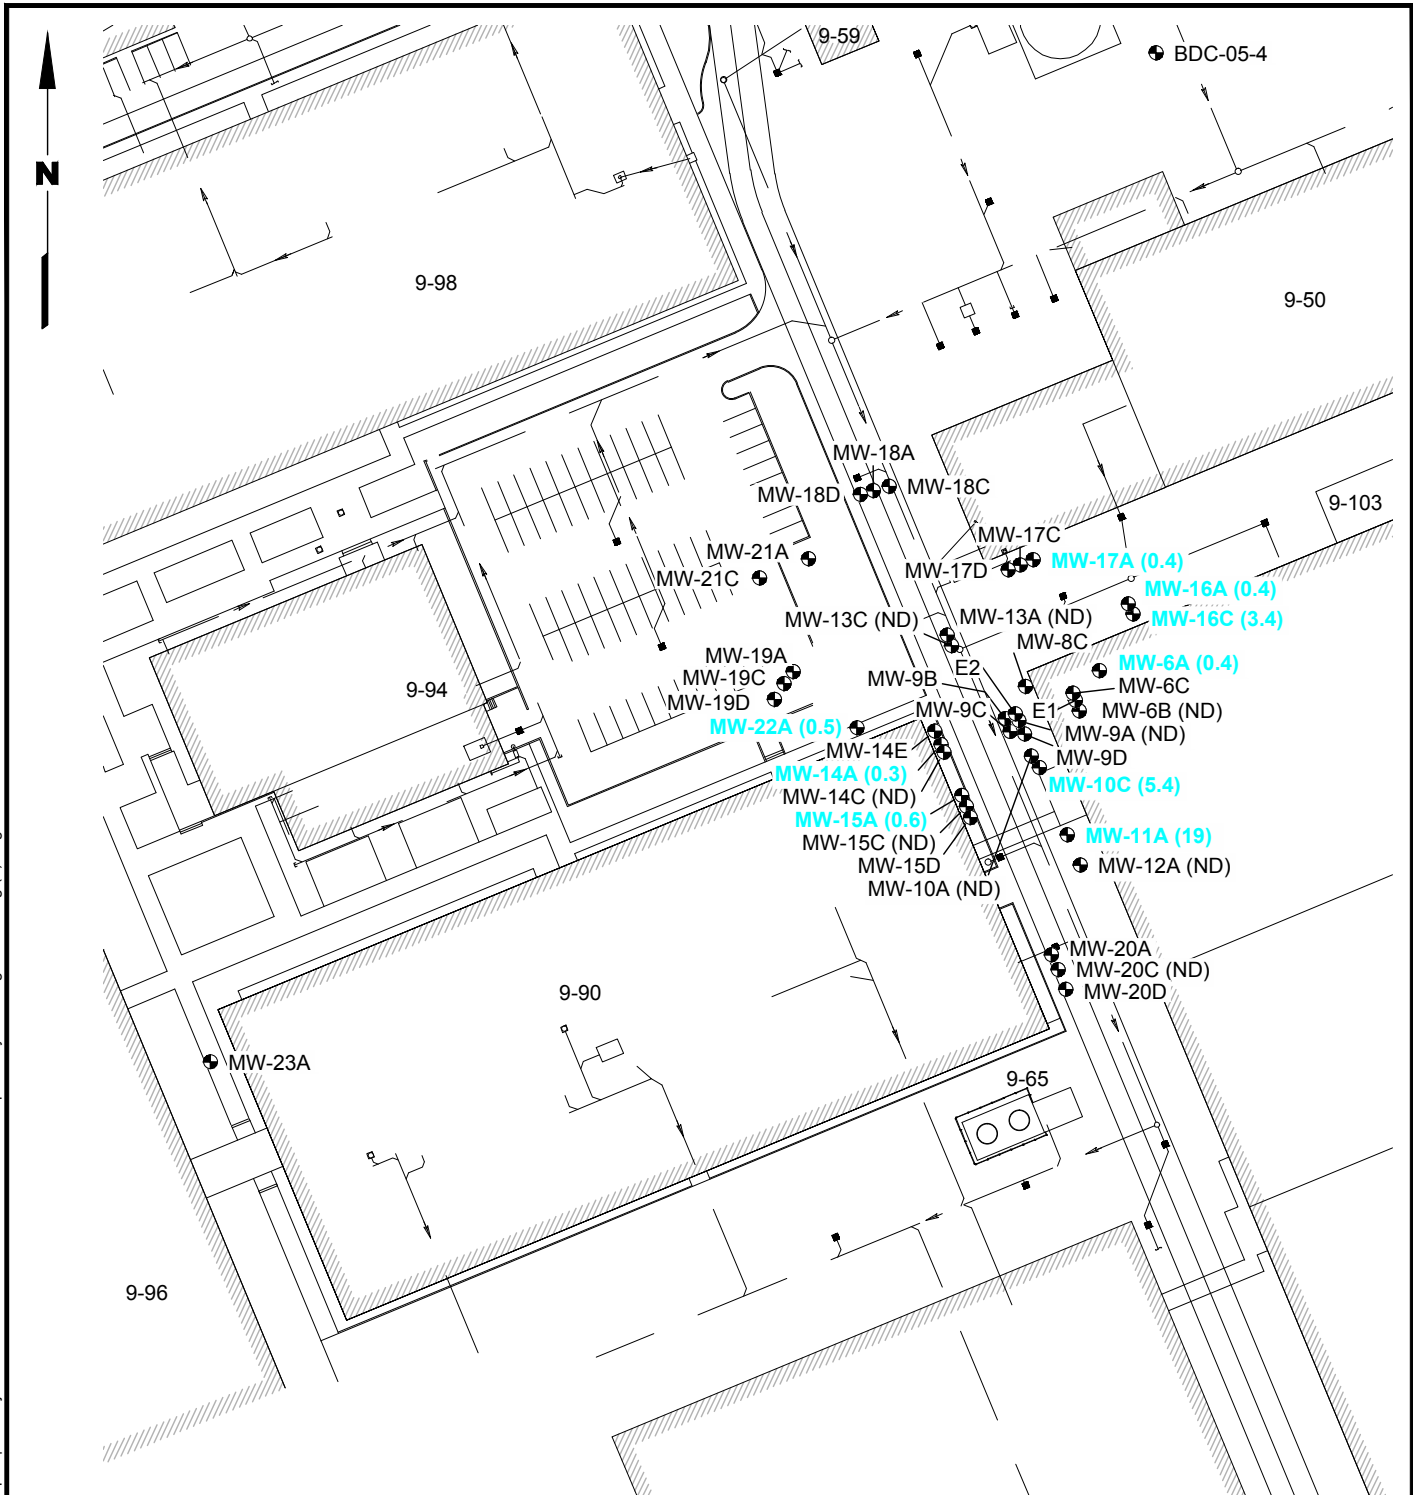 9-59
BDC-05-4
N
9-98
9-50
MW-18A
MW-18D
MW-18C
9-103
MW-17C
MW-21A
MW-17A (0.4)
MW-17D
MW-21C
MW-16A (0.4)
MW-13C (ND)
MW-13A (ND)
MW-16C (3.4)
MW-8C
MW-19A
E2
MW-6A (0.4)
MW-19C
MW-9B
MW-6C
9-94
MW-19D
MW-9C
E1
MW-6B (ND)
MW-22A (0.5)
MW-9A (ND)
MW-14E
MW-9D
MW-14A (0.3)
MW-10C (5.4)
MW-14C (ND)
MW-15A (0.6)
MW-11A (19)
MW-15C (ND)
MW-15D
MW-12A (ND)
MW-10A (ND)
MW-20A
MW-20C (ND)
9-90
MW-20D
MW-23A
9-65
9-96